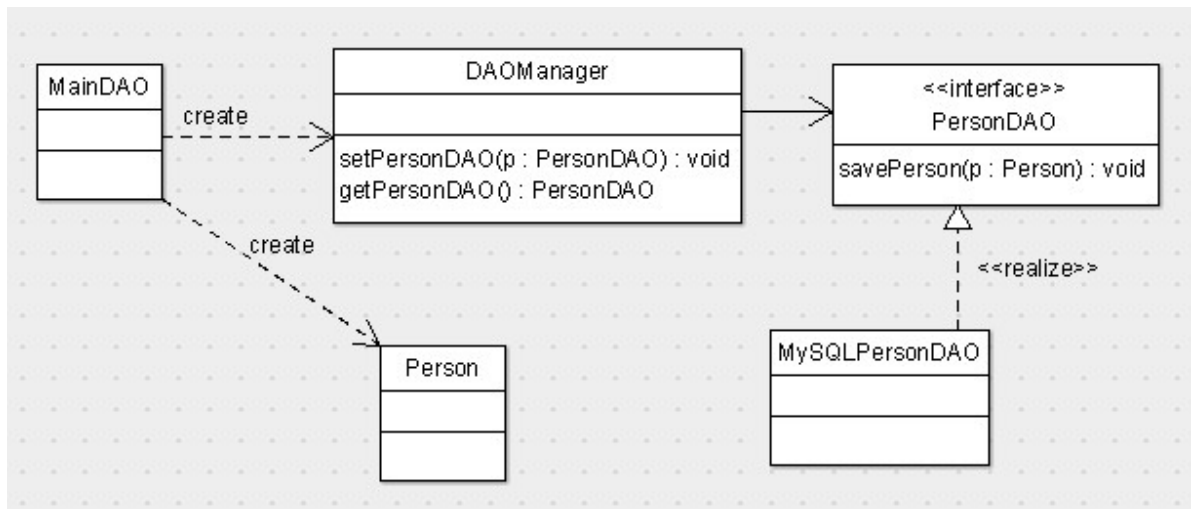 MainDAO
create
DAOManager
setPersonDAO(p : PersonDAO) : void
getPersonDAO() : PersonDAO
<<interface>>
PersonDAO
savePerson(p : Person) : void
create
<<realize>>
Person
MySQLPersonDAO